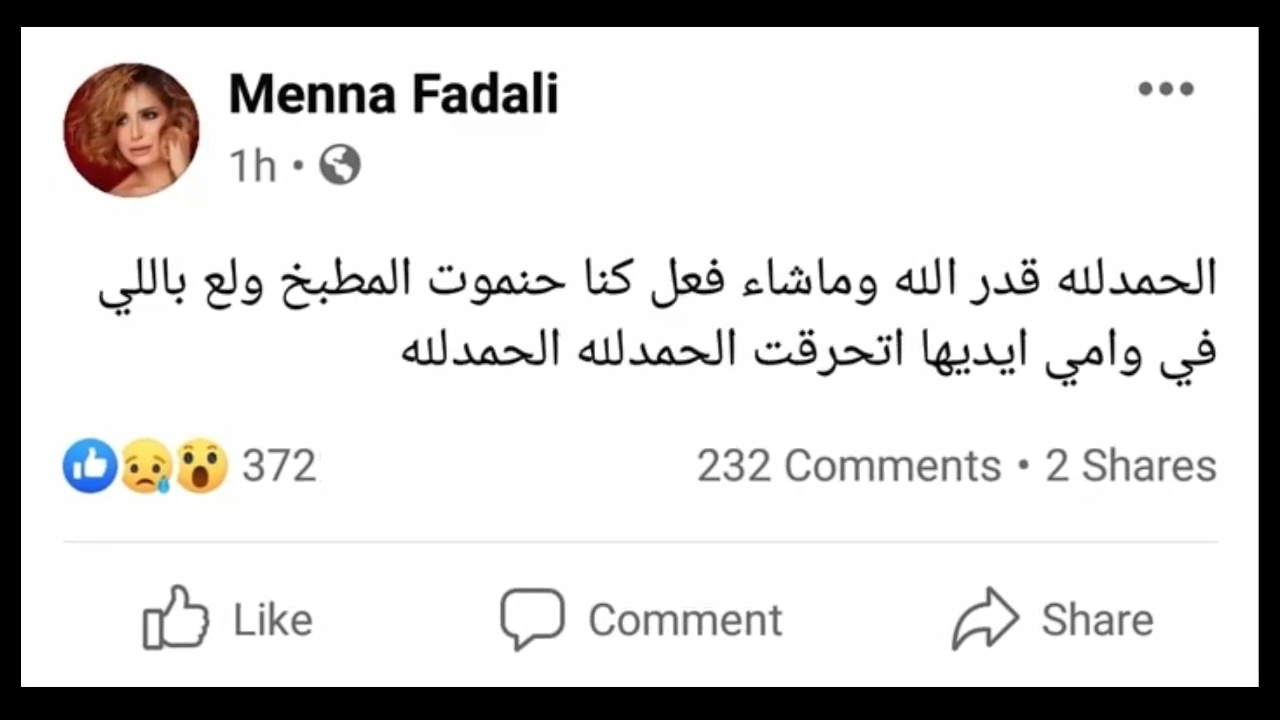 Menna Fadali
1h •
الحمدلله قدر الله وماشاء فعل كنا حنموت المطبخ ولع باللي
في وامي ايديها اتحرقت الحمدلله الحمدلله
372
232 Comments • 2 Shares
Like
Comment
Share